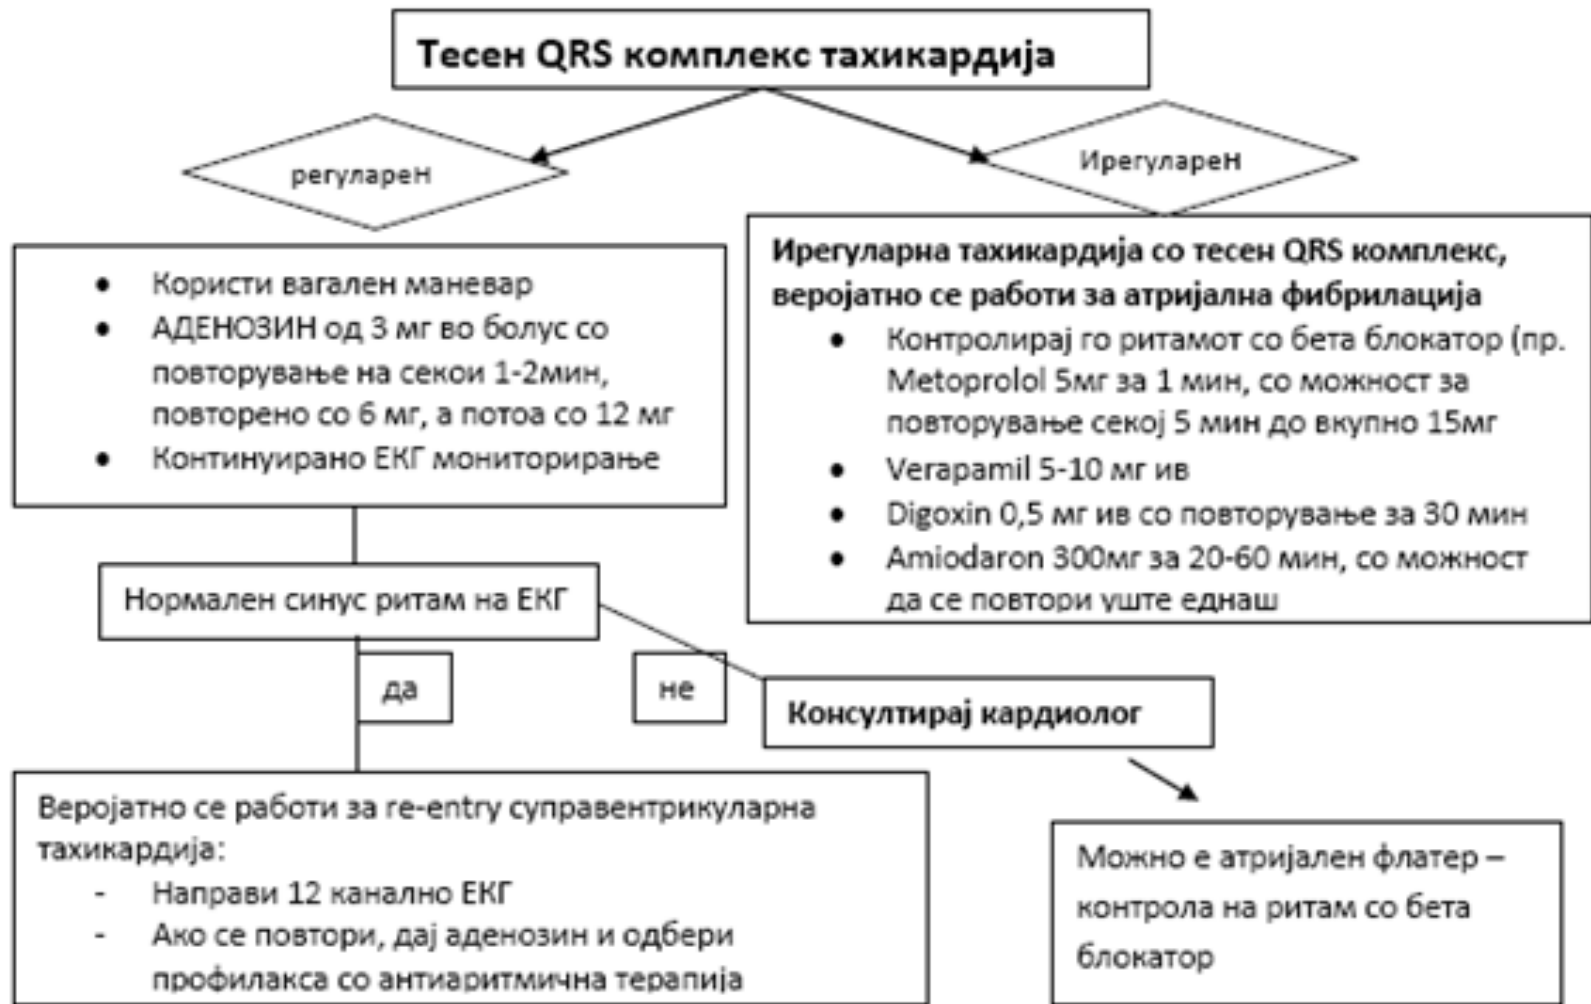 Тесен QRS комплекс тахикардија
регуларен
Ирегуларен
• Користи вагален маневар
• АДЕНОЗИН од 3 мг во болус со
повторување на секои 1-2мин,
повторено со 6 мг, а потоа со 12 мг
• Континуирано ЕКГ мониторирање
Ирегуларна тахикардија со тесен QRS комплекс,
веројатно се работи за атријална фибрилација
• Контролирај го ритамот со бета блокатор (пр.
Metoprolol 5мг за 1 мин, со можност за
повторување секој 5 мин до вкупно 15мг
• Verapamil 5-10 мг ив
• Digoxin 0,5 мг ив со повторување за 30 мин
• Amiodaron 300мг за 20-60 мин, со можност
да се повтори уште еднаш
Нормален синус ритам на ЕКГ
да
не
Консултирај кардиолог
Веројатно се работи за re-entry суправентрикуларна
тахикардија:
- Направи 12 канално ЕКГ
- Ако се повтори, дај аденозин и одбери
профилакса со антиаритмична терапија
Можно е атријален флатер –
контрола на ритам со бета
блокатор